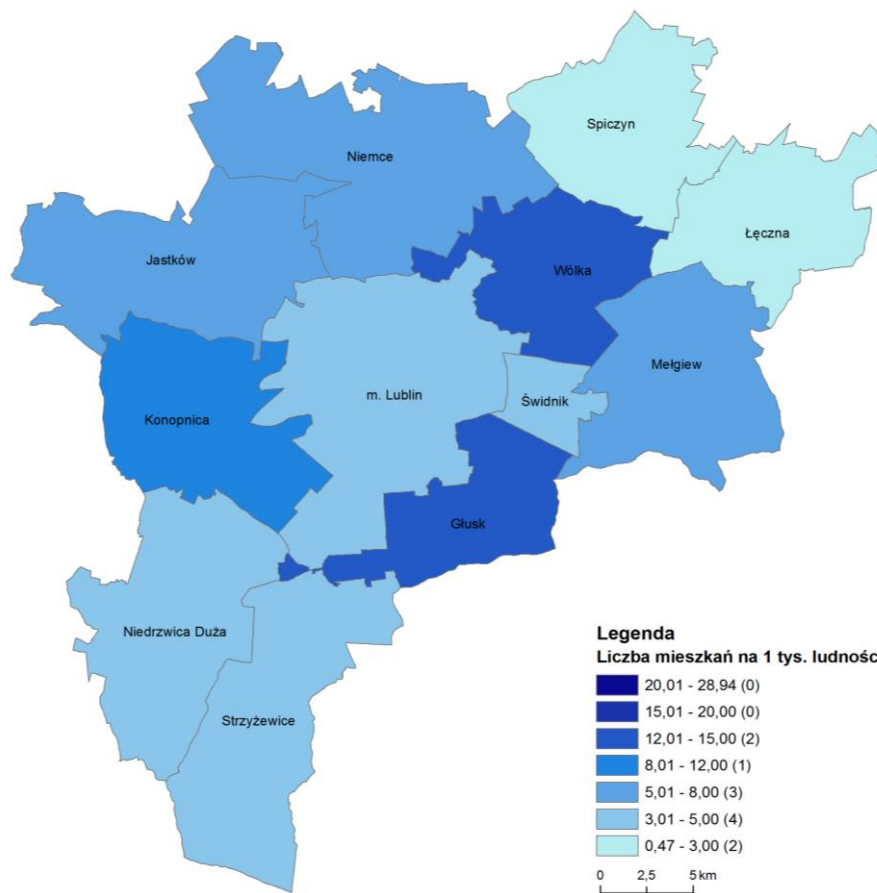 Spiczyn
Niemce
Łęczna
Jastków
Wólka
Mełgiew
m. Lublin
Świdnik
Konopnica
Głusk
Niedrzwica Duża
Strzyżewice
Legenda
Liczba mieszkań na 1 tys. ludnośc
20,01 - 28,94 (0)
15,01 - 20,00 (0)
12,01 - 15,00 (2)
8,01 - 12,00 (1)
5,01 - 8,00 (3)
3,01 - 5,00 (4)
0,47 - 3,00 (2)
0 2,5 5 km